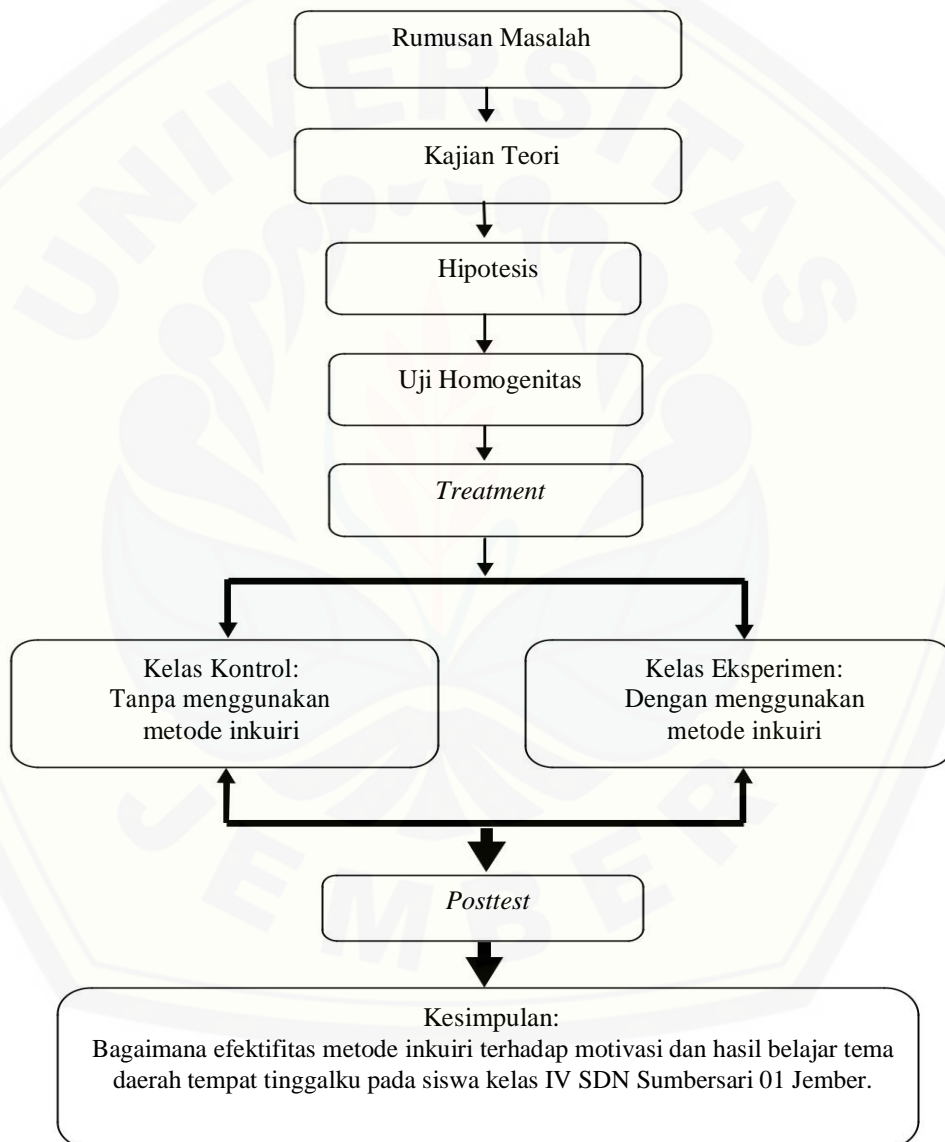 UNIVERSITAS
Rumusan Masalah
Kajian Teori
Hipotesis
Uji Homogenitas
Treatment
Kelas Kontrol:
Tanpa menggunakan
metode inkuiri
Kelas Eksperimen:
Dengan menggunakan
metode inkuiri
JEMBER
Posttest
Kesimpulan:
Bagaimana efektifitas metode inkuiri terhadap motivasi dan hasil belajar tema
daerah tempat tinggalku pada siswa kelas IV SDN Sumbersari 01 Jember.